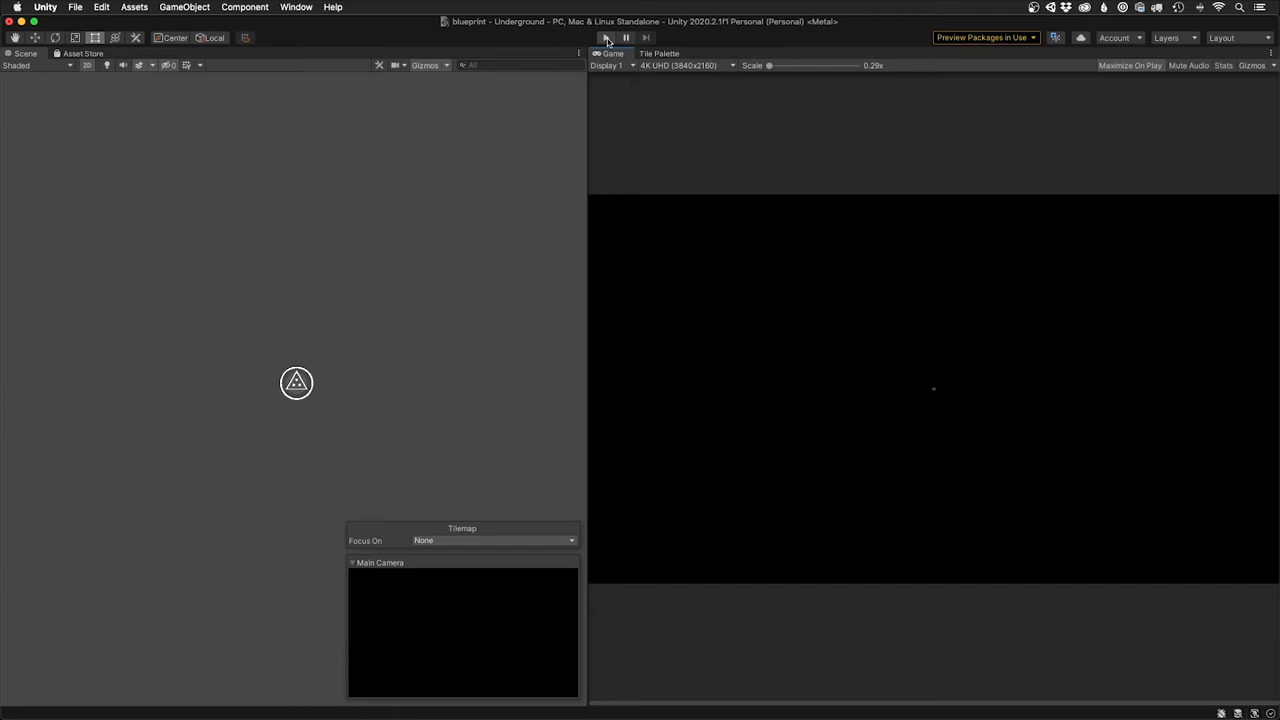 Unity File Edit Assets GameObject Component Window Help
blueprint - Underground - PC, Mac & Linux Standalone - Unity 2020.2.1f1 Personal (Personal) <Metal>
Center Local Preview Packages in Use Account Layers Layout
Scene Asset Store Game Tile Palette
Shaded 2D 0 Gizmos All Display 1 4K UHD (3840x2160) Scale 0.29x Maximize On Play Mute Audio Stats Gizmos
Tilemap
Focus On None
Main Camera